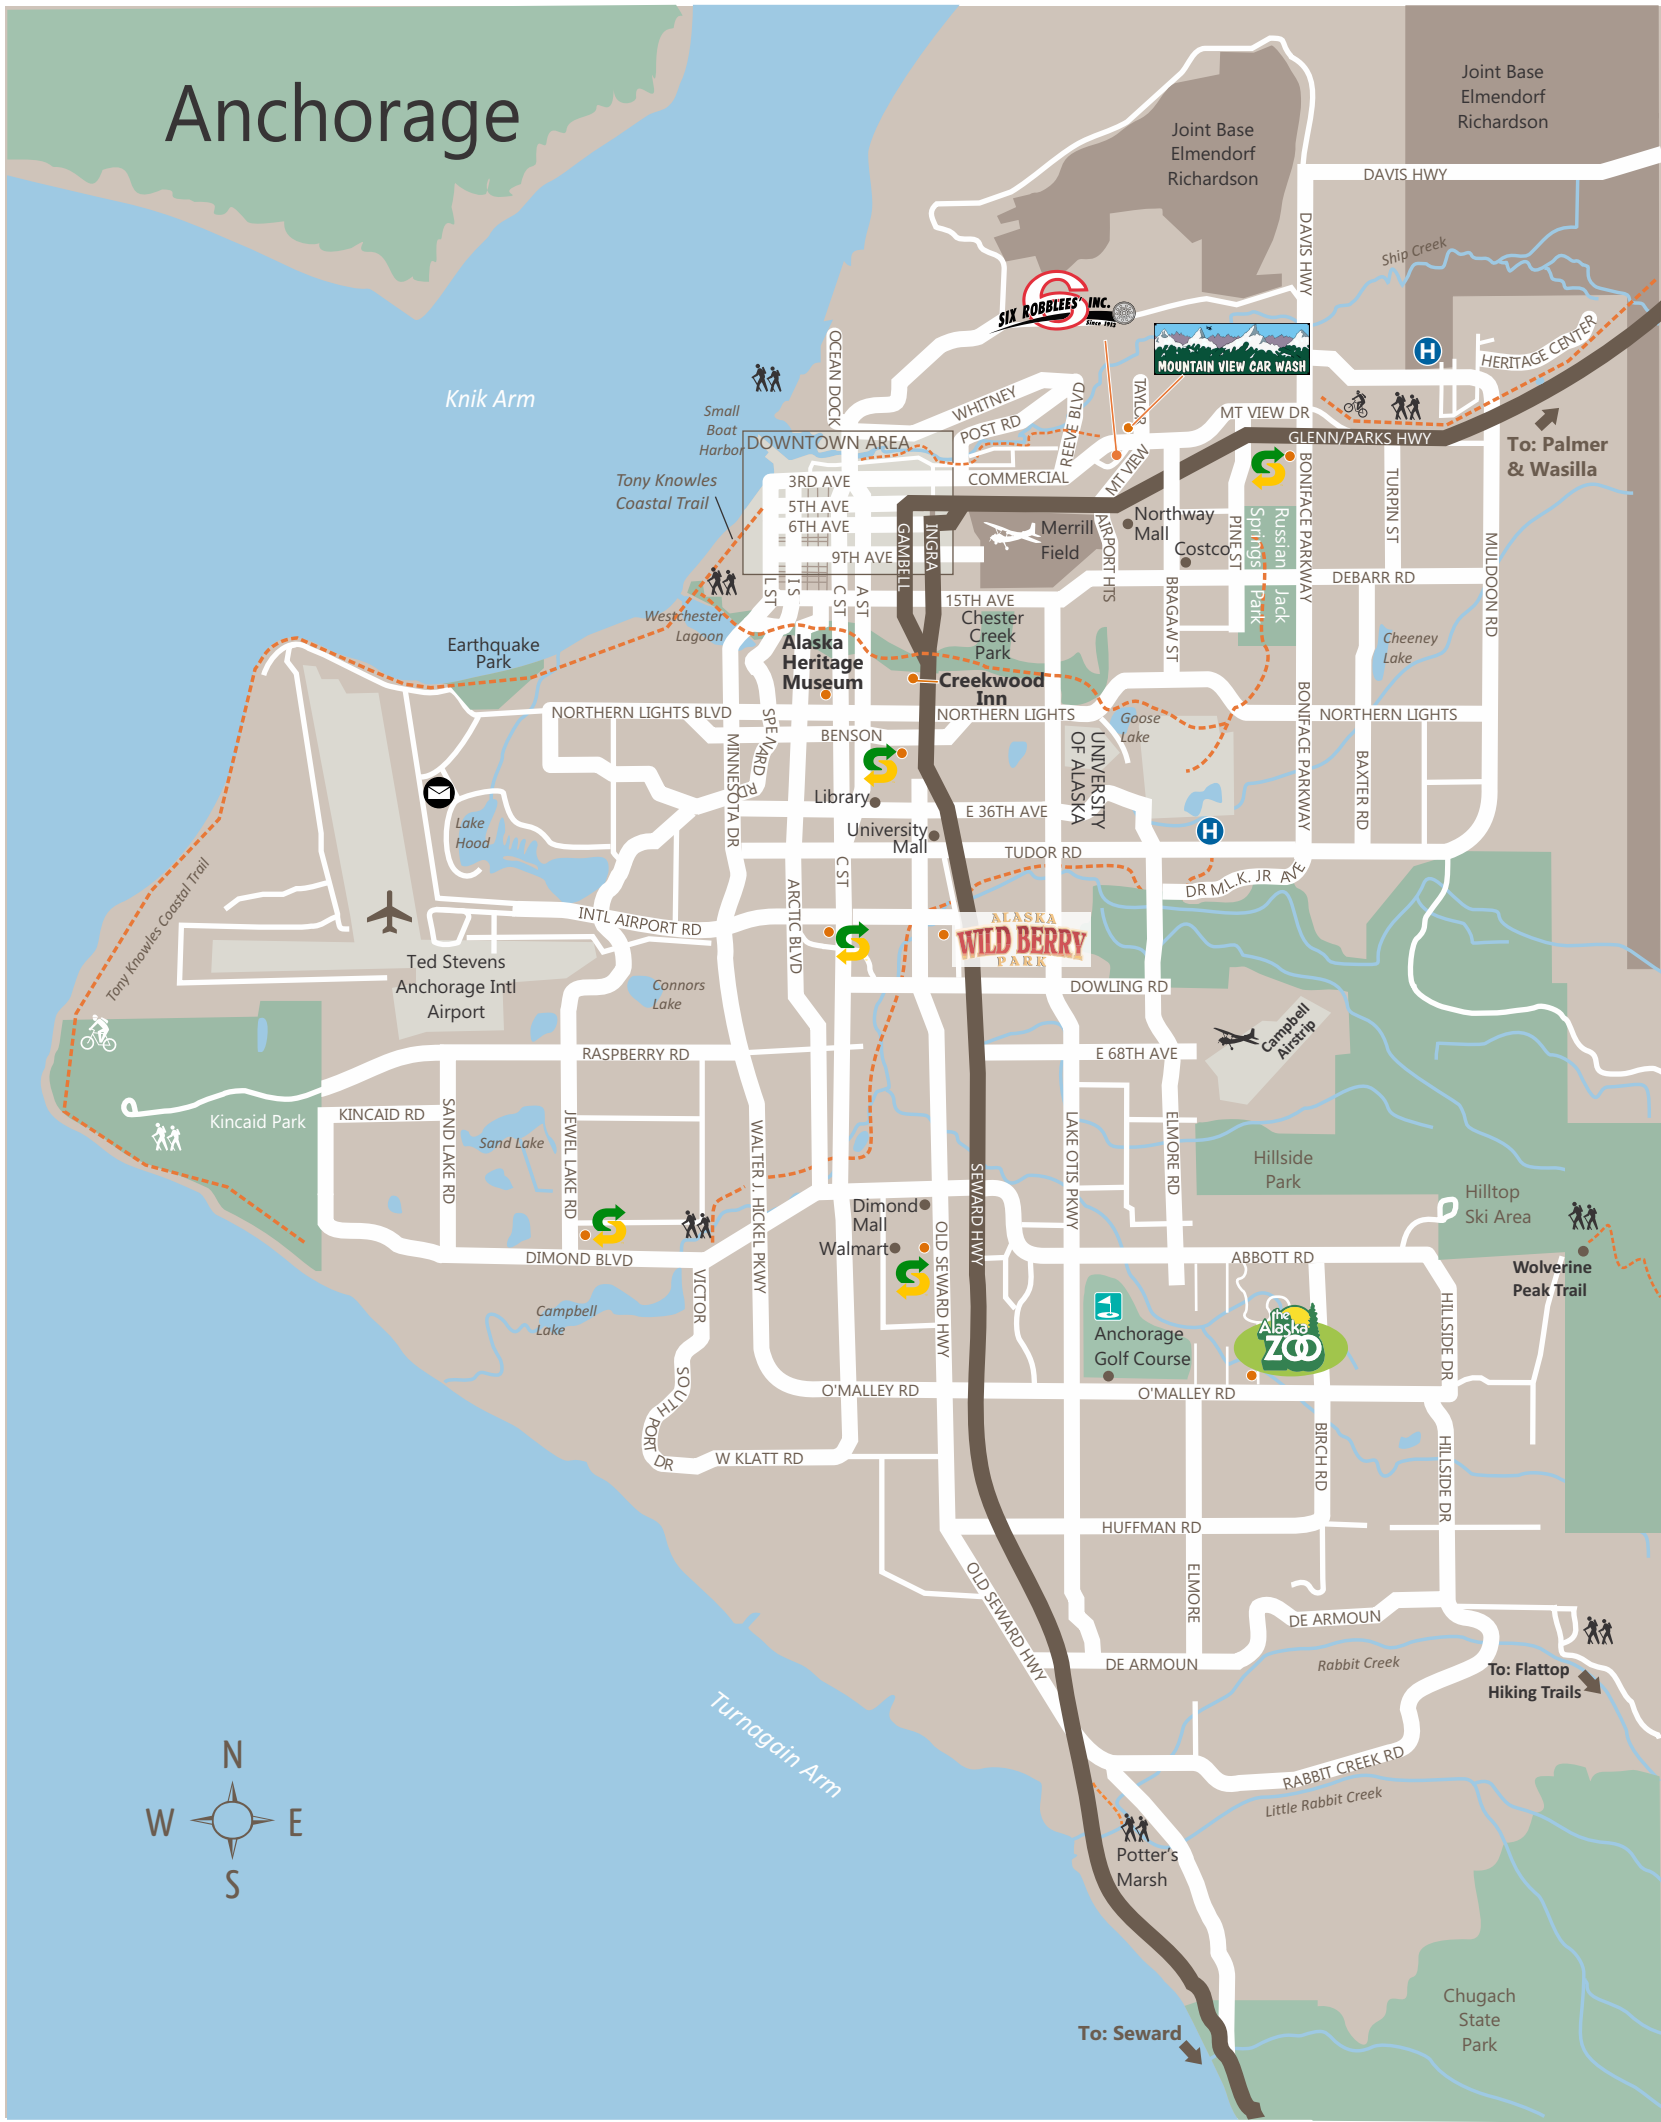 Anchorage
Joint Base
Elmendorf
Richardson
Joint Base
Elmendorf
Richardson
DAVIS HWY
DAVIS HWY
Ship Creek
SIX ROBBLEES' INC.
6
Since 1913
MOUNTAIN VIEW CAR WASH
H
HERITAGE CENTER
OCEAN DOCK
Knik Arm
Small
Boat
Harbor
WHITNEY
POST RD
REEVE BLVD
TAYLOR
MT VIEW DR
GLENN/PARKS HWY
To: Palmer
& Wasilla
DOWNTOWN AREA
Tony Knowles
Coastal Trail
3RD AVE
5TH AVE
6TH AVE
9TH AVE
COMMERCIAL
MT VIEW
GAMBELL
INGRA
Merrill
Field
AIRPORT HTS
Northway
Mall
Costco
PINE ST
Russian Jack
Springs Park
BONIFACE PARKWAY
TURPIN ST
MULDOON RD
DEBARR RD
L ST
I S
C ST
A ST
15TH AVE
BRAGAW ST
Westchester
Lagoon
Chester
Creek
Park
Cheeney
Lake
Earthquake
Park
Alaska
Heritage
Museum
Creekwood
Inn
NORTHERN LIGHTS BLVD
NORTHERN LIGHTS
NORTHERN LIGHTS
SPENARD RD
MINNESOTA DR
BENSON
Goose
Lake
UNIVERSITY
OF ALASKA
BONIFACE PARKWAY
BAXTER RD
Library
E 36TH AVE
Lake
Hood
University
Mall
H
TUDOR RD
C ST
ARCTIC BLVD
DR M.L.K. JR AVE
Tony Knowles Coastal Trail
INTL AIRPORT RD
ALASKA
WILD BERRY
PARK
Ted Stevens
Anchorage Intl
Airport
Connors
Lake
DOWLING RD
Campbell
Airstrip
RASPBERRY RD
E 68TH AVE
Kincaid Park
KINCAID RD
SAND LAKE RD
Sand Lake
JEWEL LAKE RD
WALTER J. HICKEL PKWY
LAKE OTIS PKWY
ELMORE RD
SEWARD HWY
Hillside
Park
Hilltop
Ski Area
Dimond
Mall
Walmart
OLD SEWARD HWY
DIMOND BLVD
ABBOTT RD
Wolverine
Peak Trail
VICTOR
Campbell
Lake
HILLSIDE DR
the
Alaska
ZOO
Anchorage
Golf Course
O'MALLEY RD
O'MALLEY RD
SOUTH PORT DR
W KLATT RD
BIRCH RD
HILLSIDE DR
HUFFMAN RD
OLD SEWARD HWY
ELMORE
DE ARMOUN
DE ARMOUN
Rabbit Creek
To: Flattop
Hiking Trails
Turnagain Arm
RABBIT CREEK RD
Little Rabbit Creek
N
W E
S
Potter's
Marsh
Chugach
State
Park
To: Seward